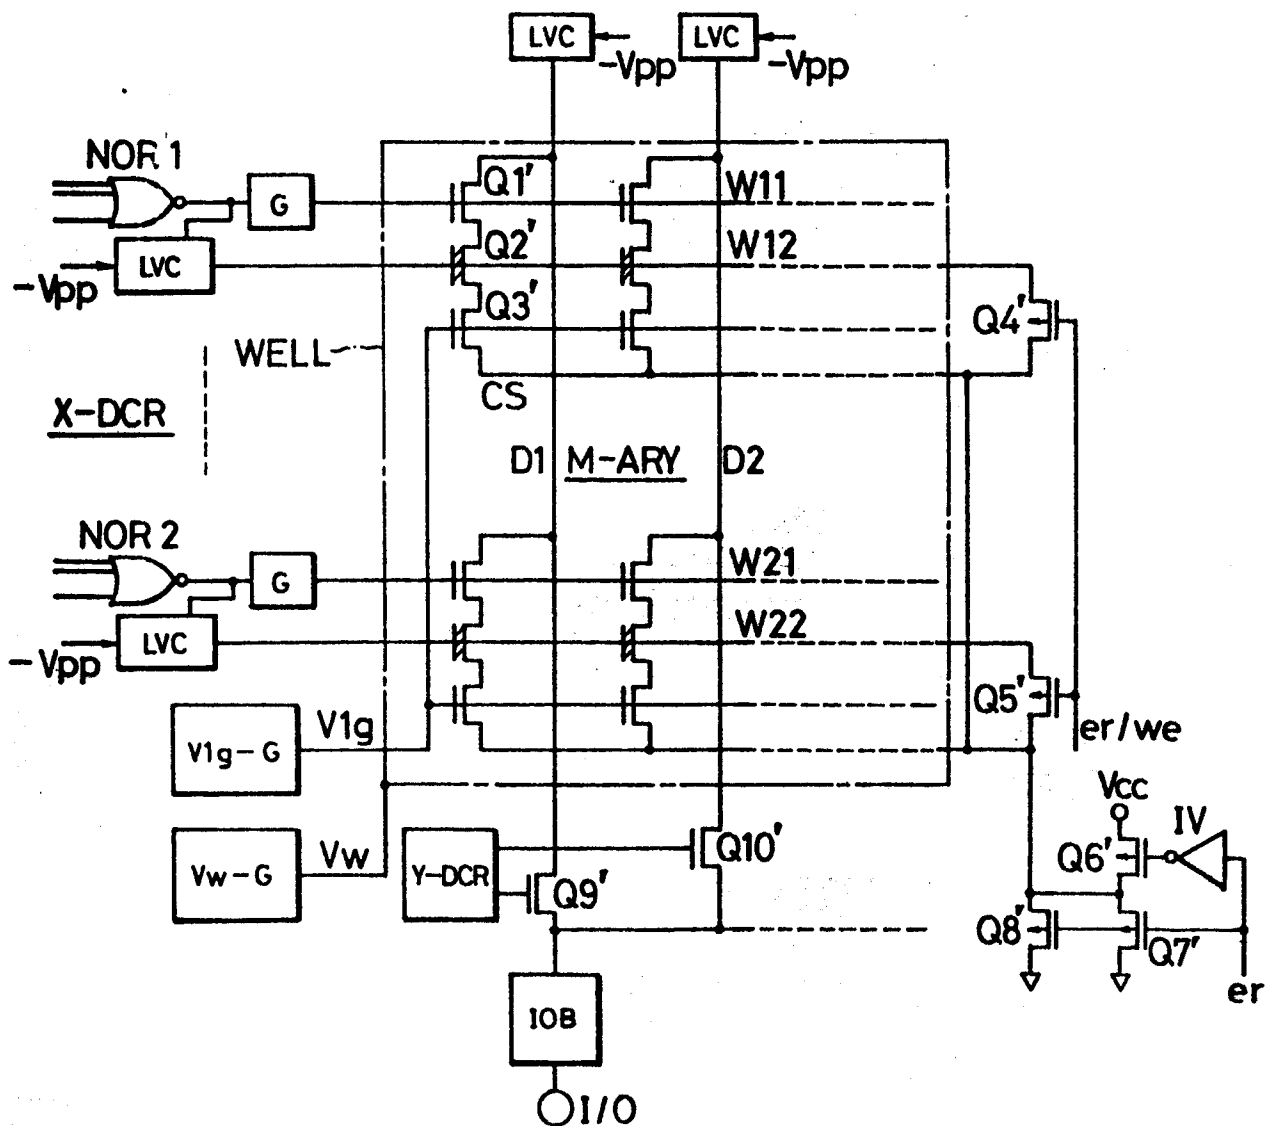 LVC
LVC
-Vpp
-Vpp
NOR 1
G
Q1'
W11
LVC
-Vpp
Q2'
W12
Q3'
Q4'
WELL
CS
X-DCR
D1
M-ARY
D2
NOR 2
G
W21
LVC
-Vpp
W22
Q5'
V1g-G
V1g
er/we
Vcc
IV
Vw-G
Vw
Y-DCR
Q10'
Q6'
Q9'
Q8'
Q7'
er
IOB
I/O